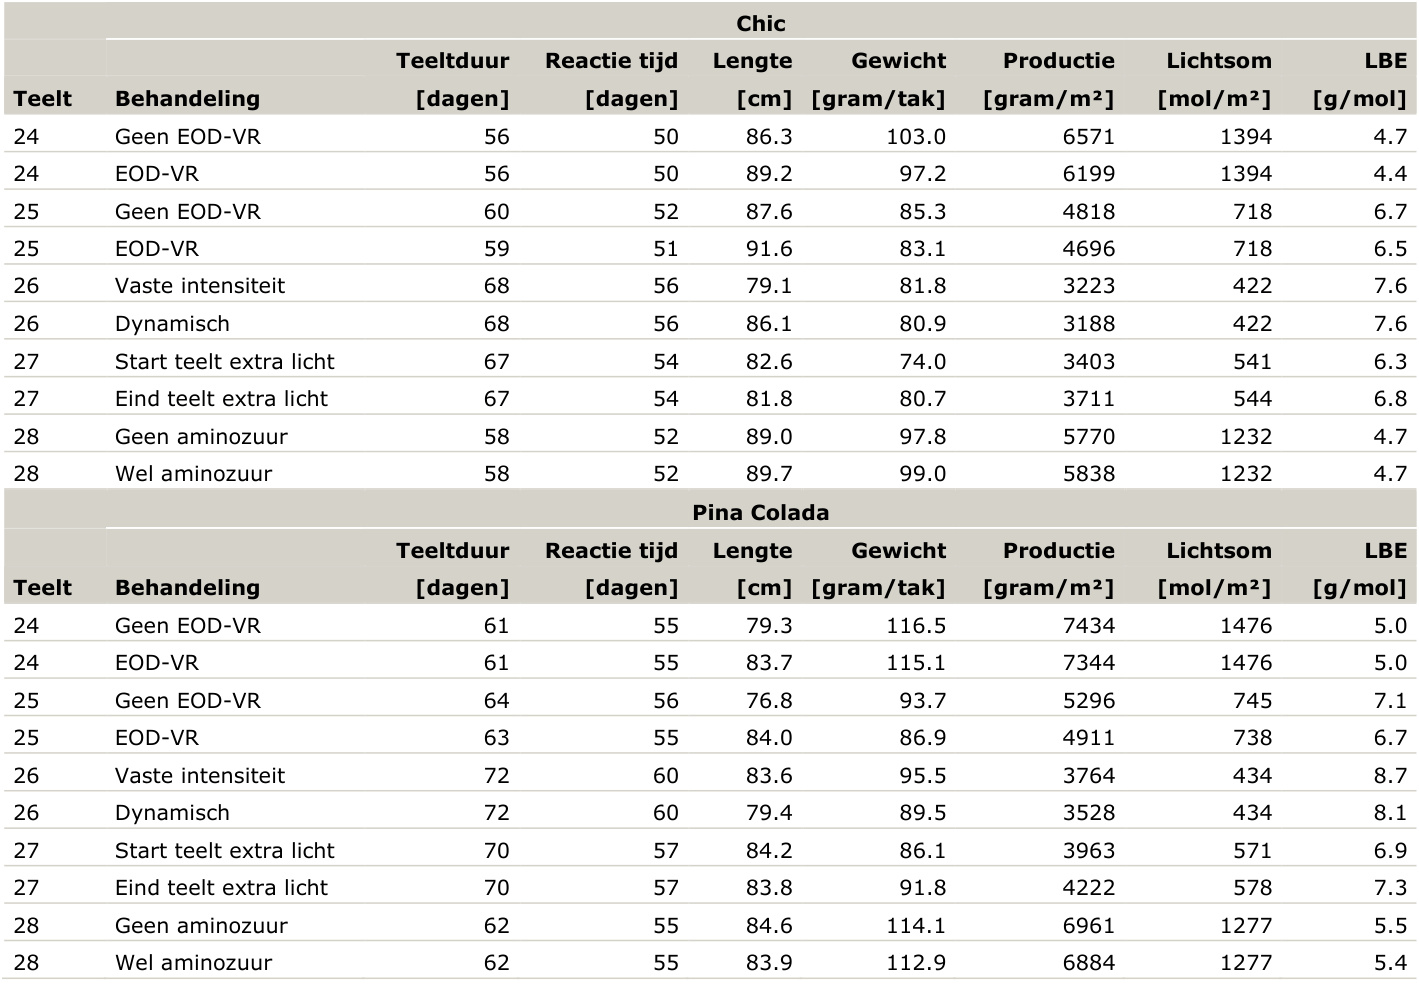 Chic
Teeltduur Reactie tijd Lengte Gewicht Productie Lichtsom LBE
Teelt Behandeling [dagen] [dagen] [cm] [gram/tak] [gram/m²] [mol/m²] [g/mol]
24 Geen EOD-VR 56 50 86.3 103.0 6571 1394 4.7
24 EOD-VR 56 50 89.2 97.2 6199 1394 4.4
25 Geen EOD-VR 60 52 87.6 85.3 4818 718 6.7
25 EOD-VR 59 51 91.6 83.1 4696 718 6.5
26 Vaste intensiteit 68 56 79.1 81.8 3223 422 7.6
26 Dynamisch 68 56 86.1 80.9 3188 422 7.6
27 Start teelt extra licht 67 54 82.6 74.0 3403 541 6.3
27 Eind teelt extra licht 67 54 81.8 80.7 3711 544 6.8
28 Geen aminozuur 58 52 89.0 97.8 5770 1232 4.7
28 Wel aminozuur 58 52 89.7 99.0 5838 1232 4.7
Pina Colada
Teeltduur Reactie tijd Lengte Gewicht Productie Lichtsom LBE
Teelt Behandeling [dagen] [dagen] [cm] [gram/tak] [gram/m²] [mol/m²] [g/mol]
24 Geen EOD-VR 61 55 79.3 116.5 7434 1476 5.0
24 EOD-VR 61 55 83.7 115.1 7344 1476 5.0
25 Geen EOD-VR 64 56 76.8 93.7 5296 745 7.1
25 EOD-VR 63 55 84.0 86.9 4911 738 6.7
26 Vaste intensiteit 72 60 83.6 95.5 3764 434 8.7
26 Dynamisch 72 60 79.4 89.5 3528 434 8.1
27 Start teelt extra licht 70 57 84.2 86.1 3963 571 6.9
27 Eind teelt extra licht 70 57 83.8 91.8 4222 578 7.3
28 Geen aminozuur 62 55 84.6 114.1 6961 1277 5.5
28 Wel aminozuur 62 55 83.9 112.9 6884 1277 5.4